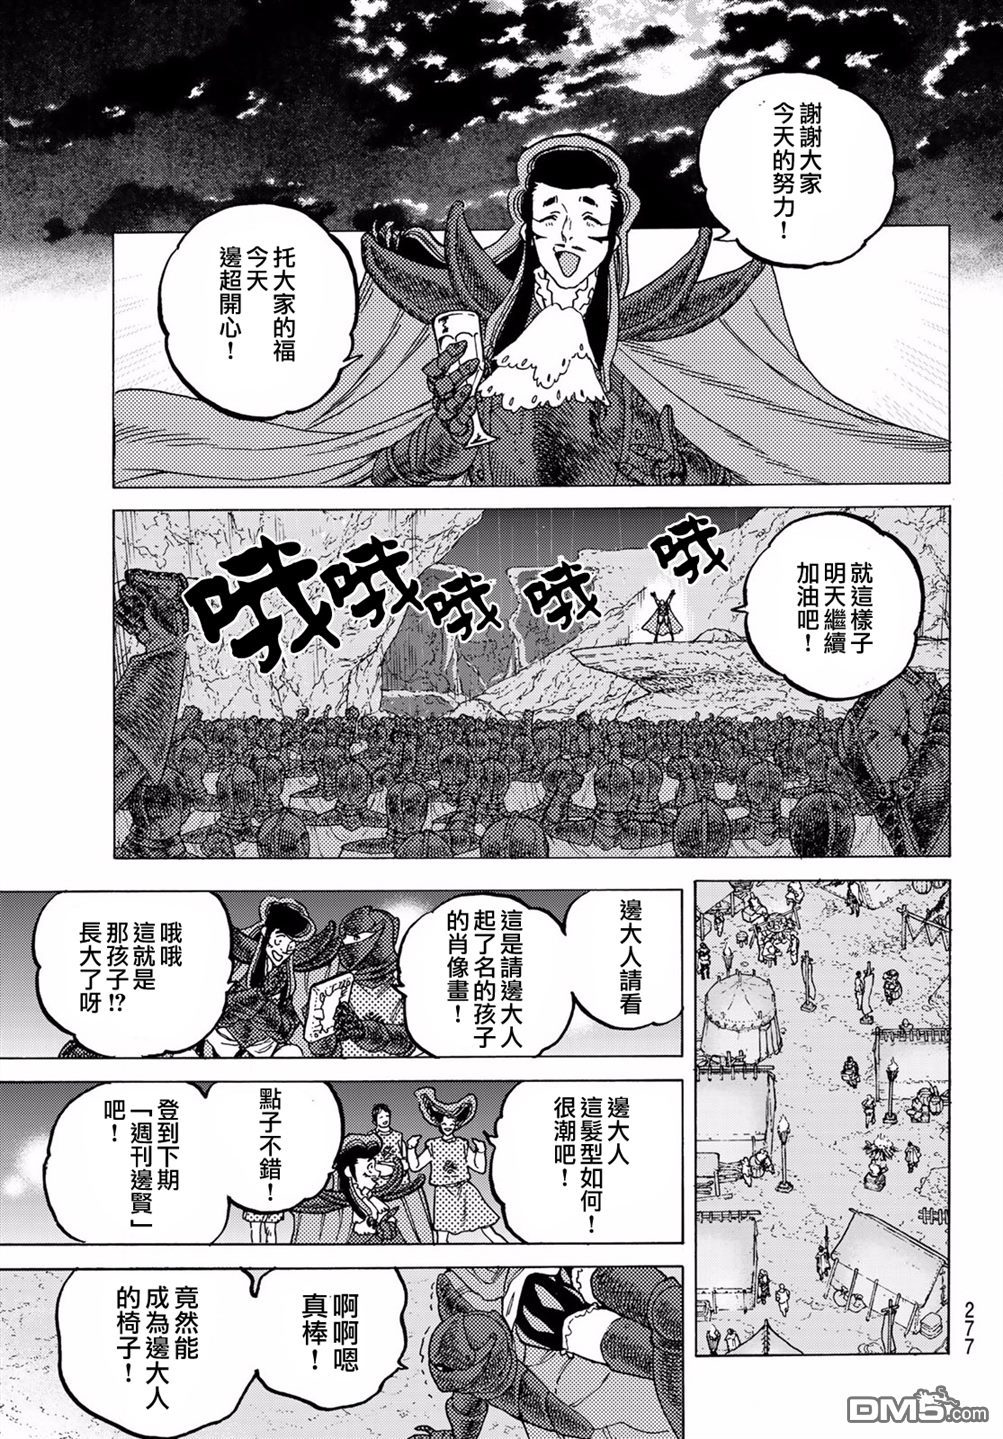 謝謝大家
今天的努力！
托大家的福
今天
邊超開心！
就這樣子
明天繼續
加油吧！
哦
哦
哦
哦
哦
邊大人請看
這是請邊大人
起了名的孩子
的肖像畫！
哦哦
這就是
那孩子!?
長大了呀
邊大人
這髮型如何！
很潮吧！
點子不錯！
登到下期
「週刊邊賢」
吧！
啊啊嗯
真棒！
竟然能
成為邊大人
的椅子！
277
DM5.com